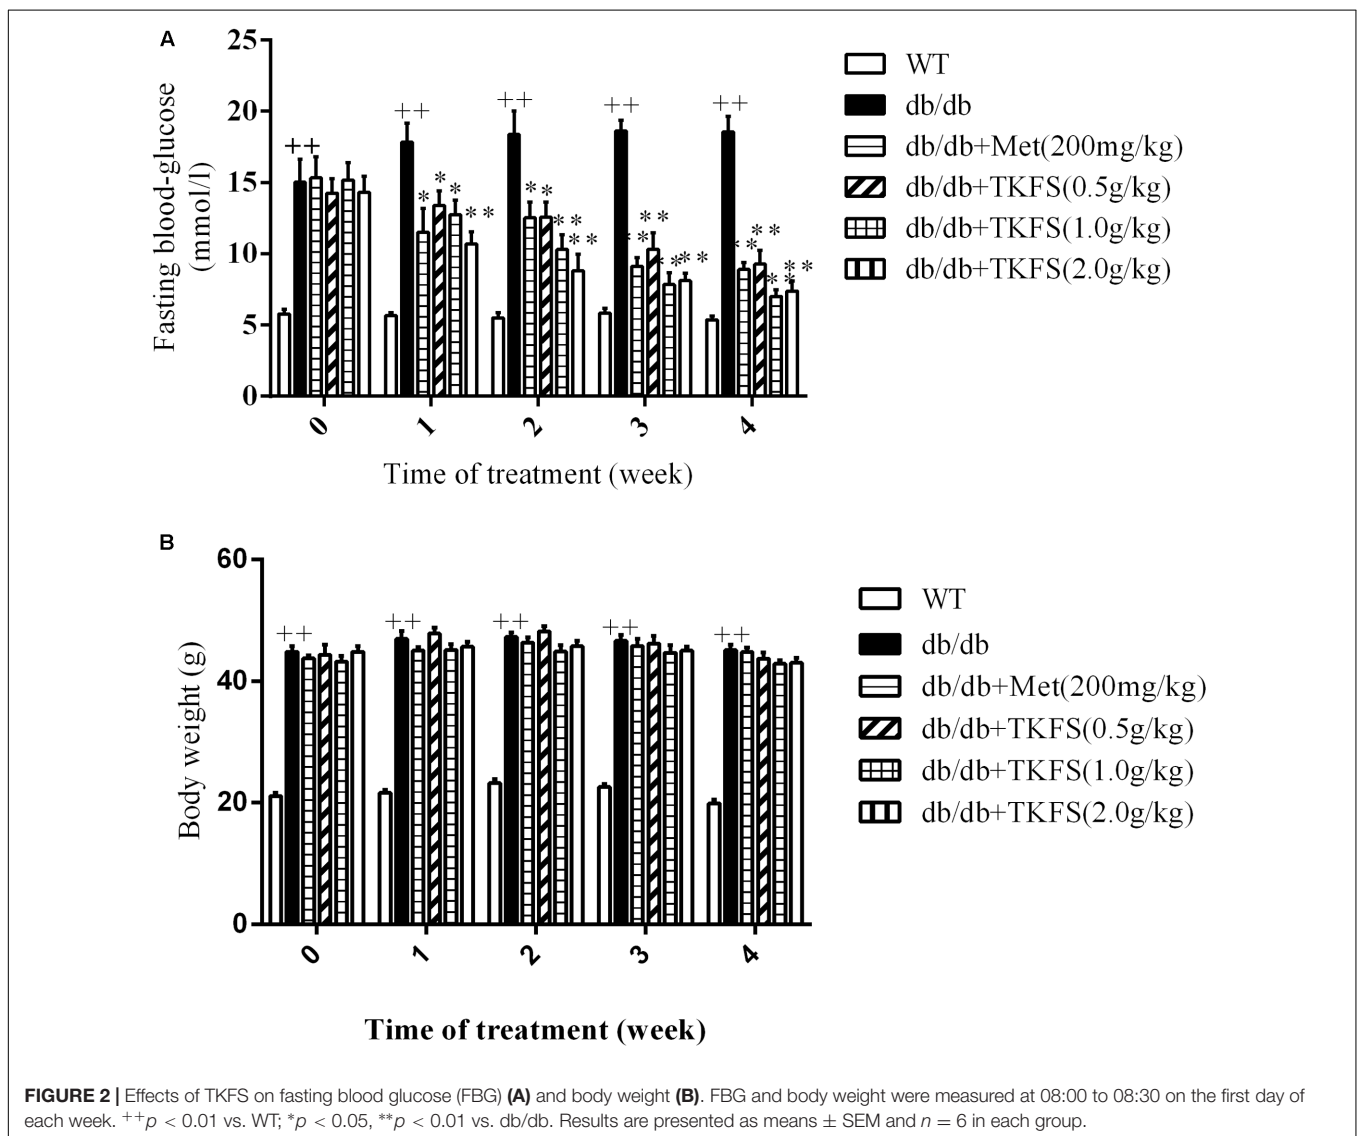 A
25
20
15
10
5
0
Fasting blood-glucose
(mmol/l)
++
++
++
++
++
*
*
*
**
*
*
**
**
**
**
**
**
**
**
**
**
0
1
2
3
4
Time of treatment (week)
WT
db/db
db/db+Met(200mg/kg)
db/db+TKFS(0.5g/kg)
db/db+TKFS(1.0g/kg)
db/db+TKFS(2.0g/kg)
B
60
40
20
0
Body weight (g)
++
++
++
++
++
0
1
2
3
4
Time of treatment (week)
WT
db/db
db/db+Met(200mg/kg)
db/db+TKFS(0.5g/kg)
db/db+TKFS(1.0g/kg)
db/db+TKFS(2.0g/kg)
FIGURE 2 | Effects of TKFS on fasting blood glucose (FBG) (A) and body weight (B). FBG and body weight were measured at 08:00 to 08:30 on the first day of
each week. ++p < 0.01 vs. WT; *p < 0.05, **p < 0.01 vs. db/db. Results are presented as means ± SEM and n = 6 in each group.